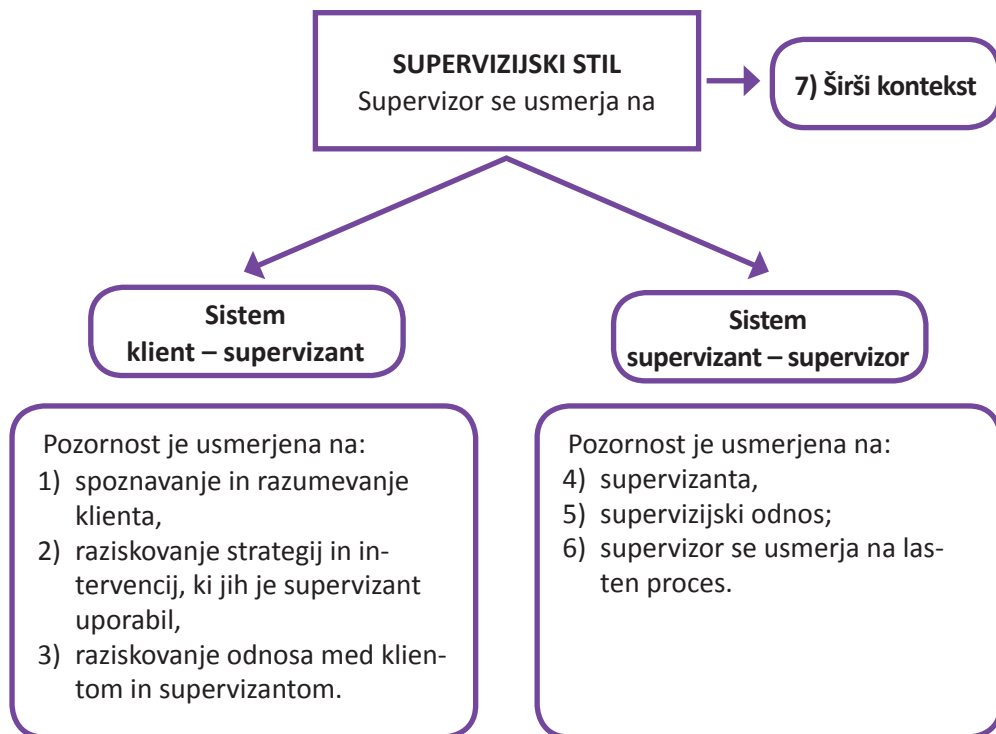 SUPERVIZIJSKI STIL
Supervizor se usmerja na
7) Širši kontekst
Sistem
klient – supervizant
Sistem
supervizant – supervizor
Pozornost je usmerjena na:
1) spoznavanje in razumevanje
klienta,
2) raziskovanje strategij in in-
tervencij, ki jih je supervizant
uporabil,
3) raziskovanje odnosa med klien-
tom in supervizantom.
Pozornost je usmerjena na:
4) supervizanta,
5) supervizijski odnos;
6) supervizor se usmerja na las-
ten proces.